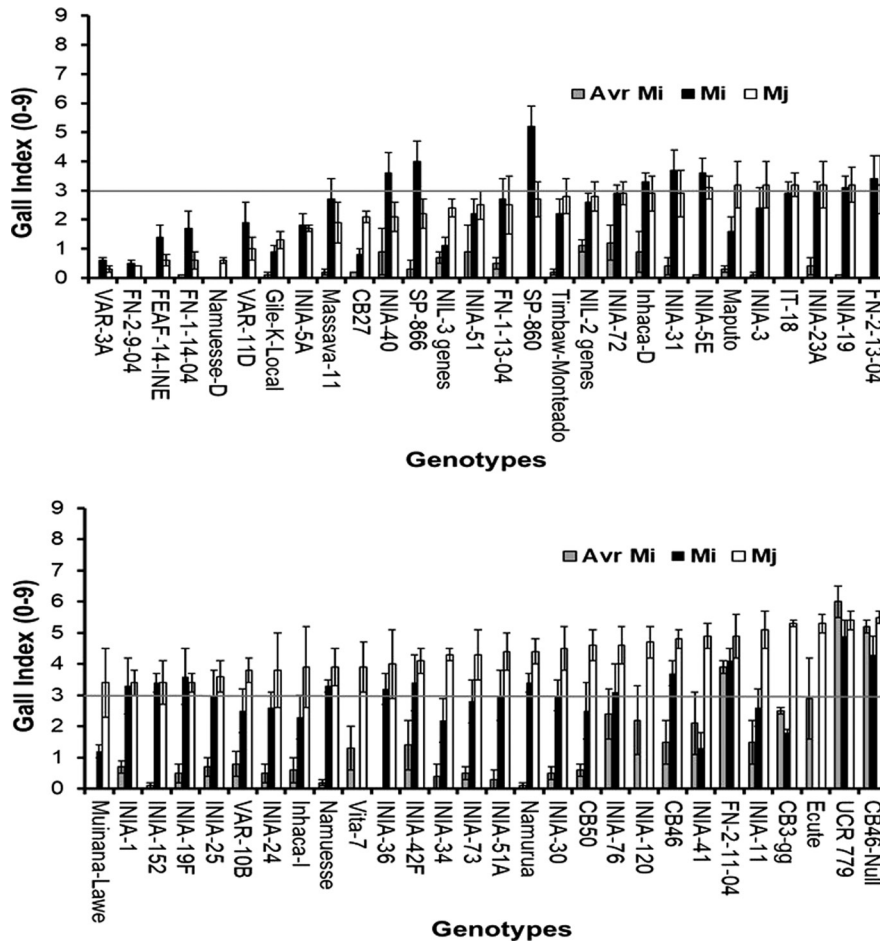 9
8
7
6
5
4
3
2
1
0
Gall Index (0-9)
Avr Mi Mi Mj
VAR-3A
FN-2-9-04
FEAF-14-INE
FN-1-14-04
Namuesse-D
VAR-11D
Gile-K-Local
INIA-5A
Massava-11
CB27
INIA-40
SP-866
NIL-3 genes
INIA-51
FN-1-13-04
SP-860
Timbaw-Monteado
NIL-2 genes
INIA-72
Inhaca-D
INIA-31
INIA-5E
Maputo
INIA-3
IT-18
INIA-23A
INIA-19
FN-2-13-04
Genotypes
9
8
7
6
5
4
3
2
1
0
Gall Index (0-9)
Avr Mi Mi Mj
Muinana-Lawe
INIA-1
INIA-152
INIA-19F
INIA-25
VAR-10B
INIA-24
Inhaca-I
Namuesse
Vita-7
INIA-36
INIA-42F
INIA-34
INIA-73
INIA-51A
Namurua
INIA-30
CB50
INIA-76
INIA-120
CB46
INIA-41
FN-2-11-04
INIA-11
CB3-gg
Ecute
UCR 779
CB46-Null
Genotypes